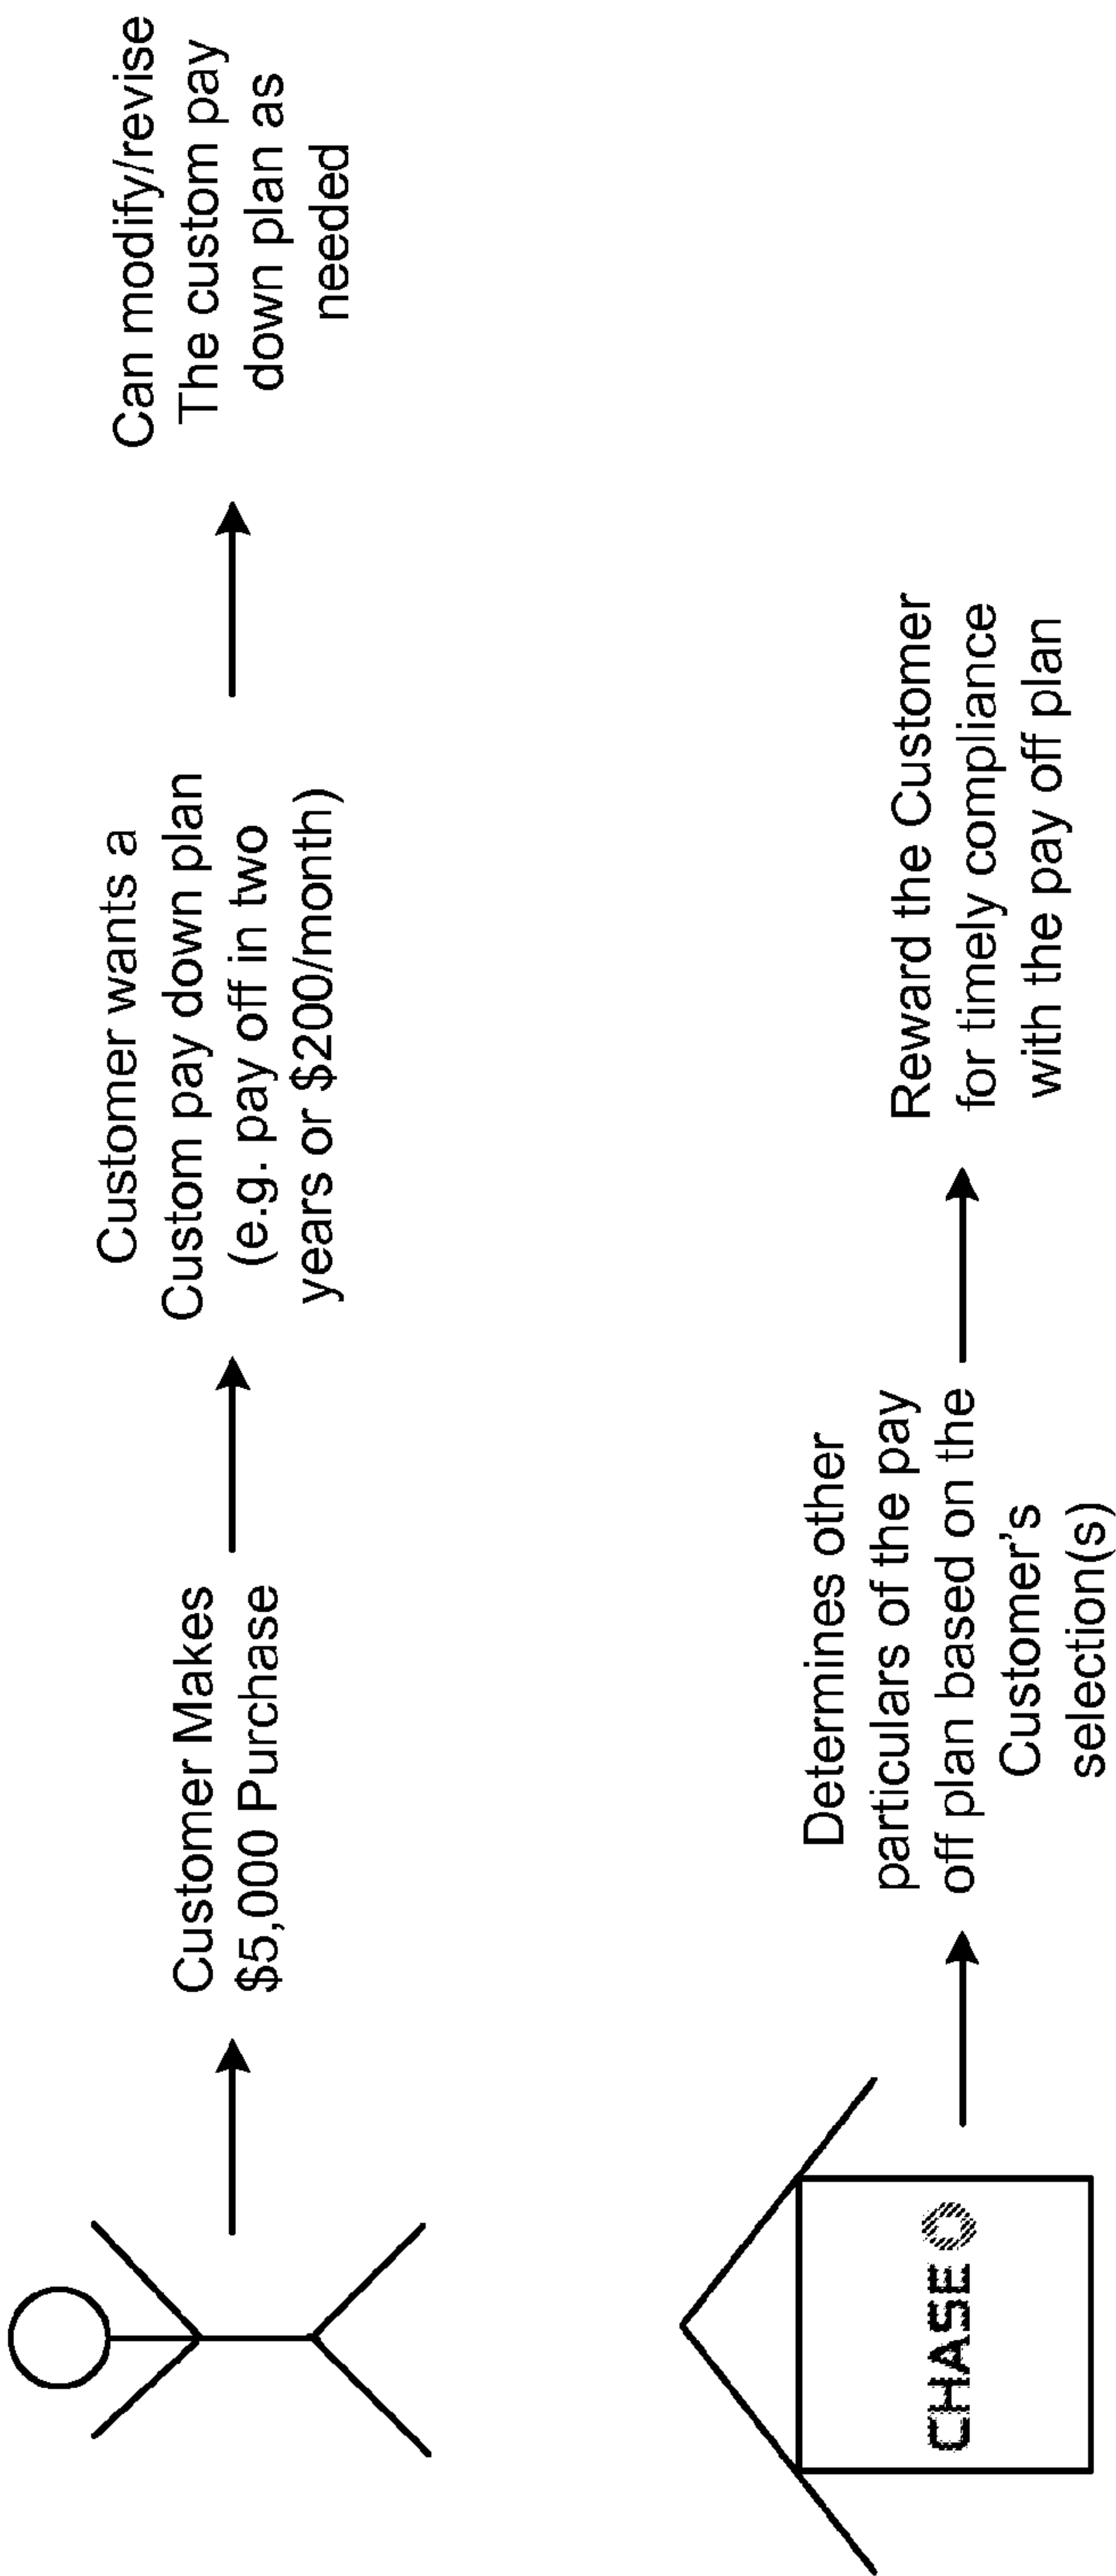 Customer Makes
$5,000 Purchase
Customer wants a
Custom pay down plan
(e.g. pay off in two
years or $200/month)
Can modify/revise
The custom pay
down plan as
needed
CHASE
Determines other
particulars of the pay
off plan based on the
Customer's
selection(s)
Reward the Customer
for timely compliance
with the pay off plan